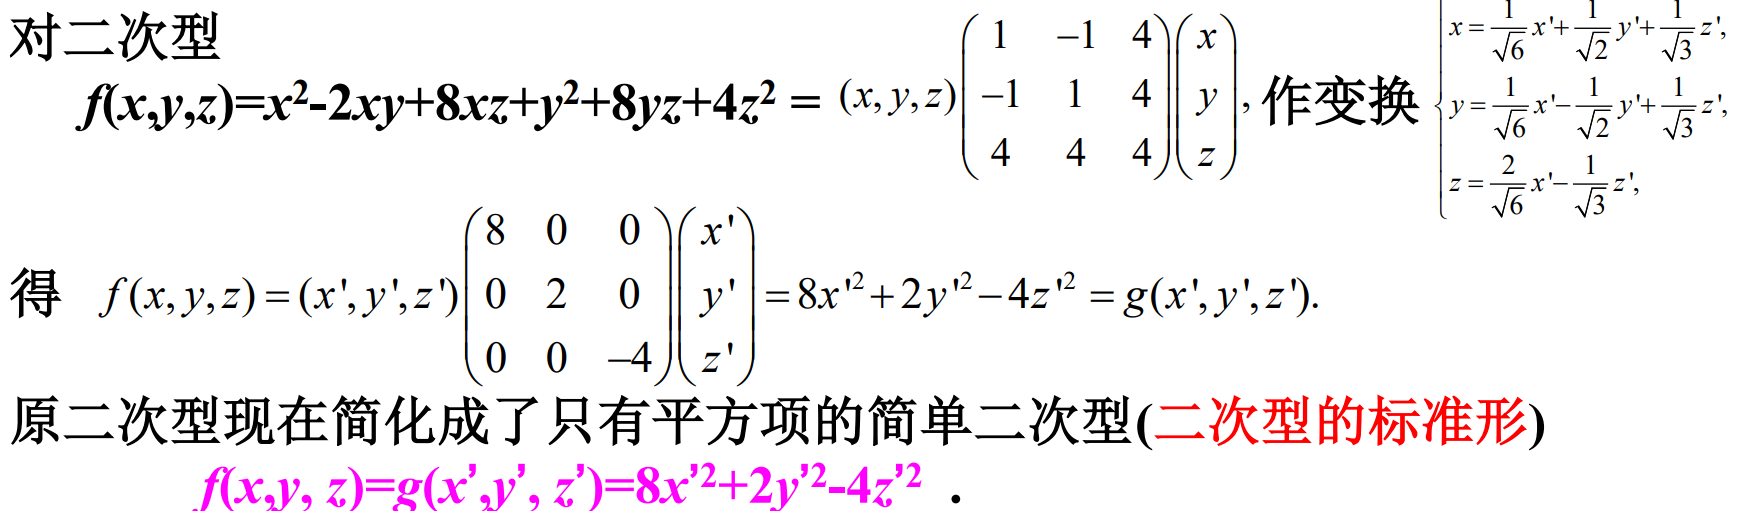 对二次型
f(x,y,z)=x²-2xy+8xz+y²+8yz+4z² = (x, y, z) \begin{pmatrix} 1 & -1 & 4 \\ -1 & 1 & 4 \\ 4 & 4 & 4 \end{pmatrix} \begin{pmatrix} x \\ y \\ z \end{pmatrix}, 作变换 \begin{cases} x = \frac{1}{\sqrt{6}} x' + \frac{1}{\sqrt{2}} y' + \frac{1}{\sqrt{3}} z', \\ y = \frac{1}{\sqrt{6}} x' - \frac{1}{\sqrt{2}} y' + \frac{1}{\sqrt{3}} z', \\ z = \frac{2}{\sqrt{6}} x' - \frac{1}{\sqrt{3}} z', \end{cases}
得 f(x, y, z) = (x', y', z') \begin{pmatrix} 8 & 0 & 0 \\ 0 & 2 & 0 \\ 0 & 0 & -4 \end{pmatrix} \begin{pmatrix} x' \\ y' \\ z' \end{pmatrix} = 8x'² + 2y'² - 4z'² = g(x', y', z').
原二次型现在简化成了只有平方项的简单二次型(二次型的标准形)
f(x,y, z)=g(x’,y’, z’)=8x’²+2y’²-4z’² .